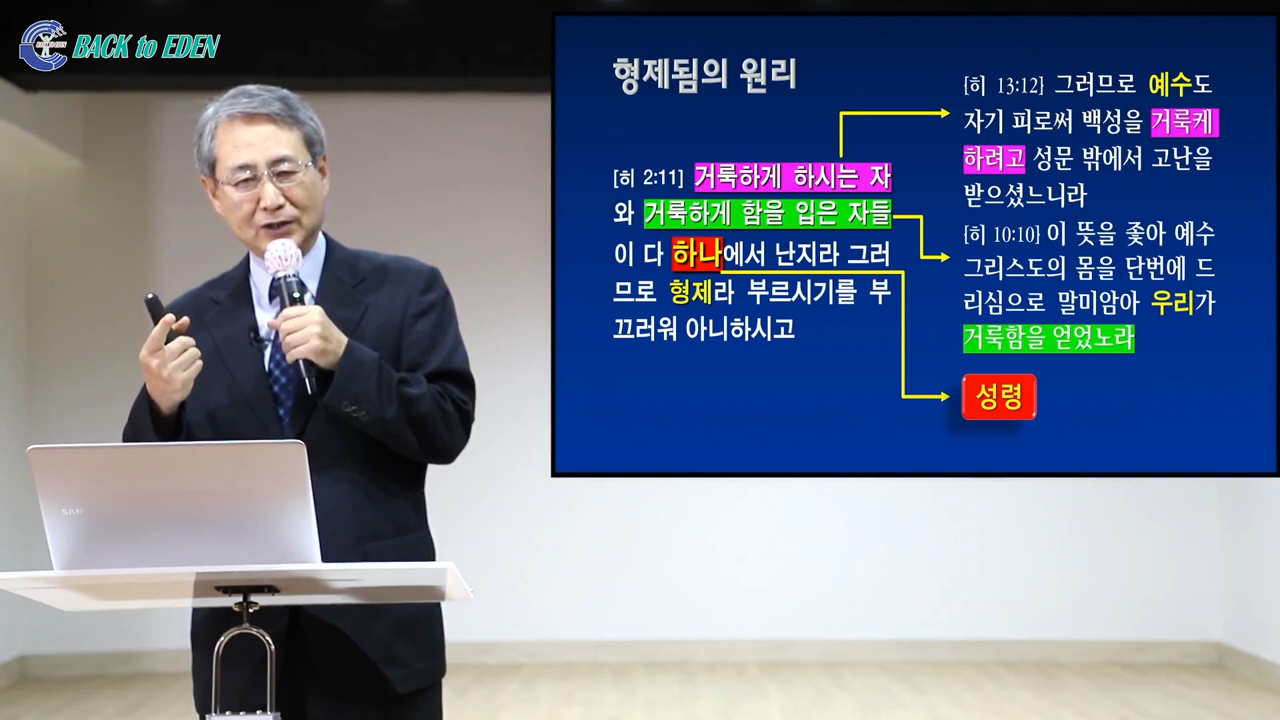 BACK to EDEN
형제됨의 원리
[히 2:11] 거룩하게 하시는 자
와 거룩하게 함을 입은 자들
이 다 하나에서 난지라 그러
므로 형제라 부르시기를 부
끄러워 아니하시고
[히 13:12] 그러므로 예수도
자기 피로써 백성을 거룩케
하려고 성문 밖에서 고난을
받으셨느니라
[히 10:10] 이 뜻을 좇아 예수
그리스도의 몸을 단번에 드
리심으로 말미암아 우리가
거룩함을 얻었노라
성령